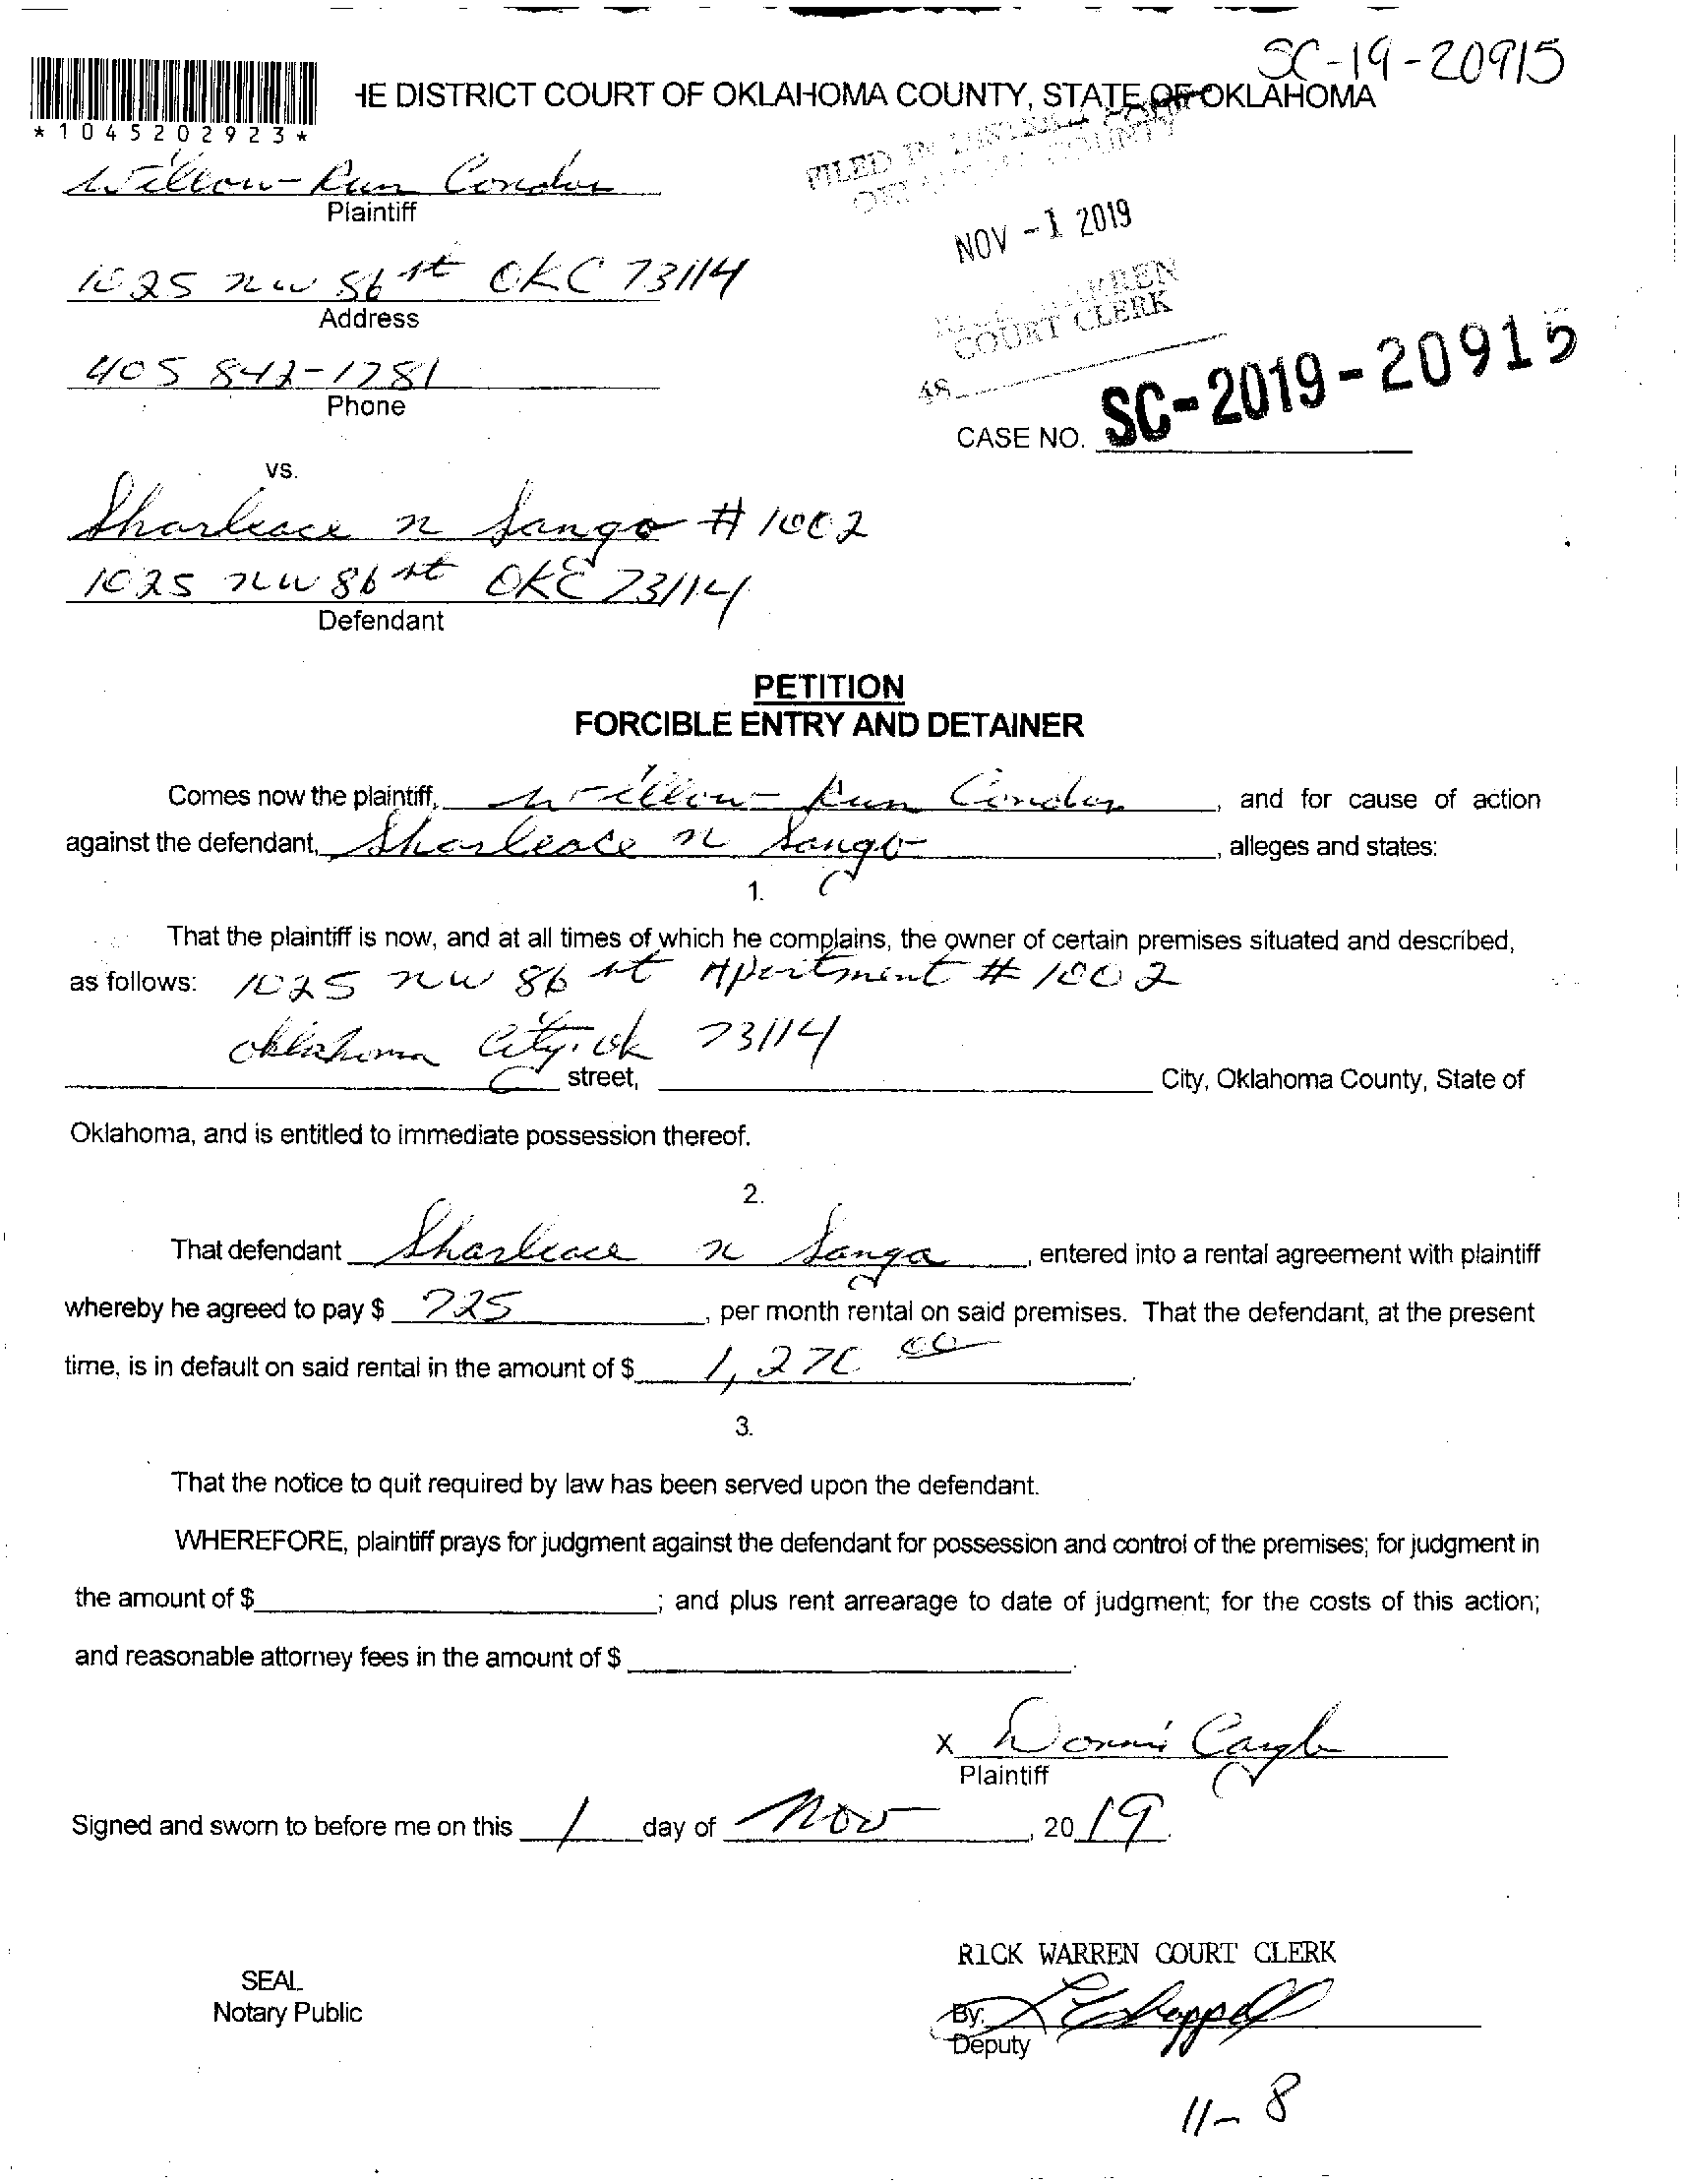 SC-19-20915
HE DISTRICT COURT OF OKLAHOMA COUNTY, STATE OF OKLAHOMA
*1045202923*
FILED IN DISTRICT COURT
OKLAHOMA COUNTY
Willow-Run Condos
Plaintiff
NOV -1 2019
1025 nw 86 st OKC 73114
Address
RICK WARREN
COURT CLERK
405 842-1781
Phone
48
CASE NO. SC-2019-20915
vs.
Sharleace n Sango # 1002
1025 nw 86 st OKC 73114
Defendant
PETITION
FORCIBLE ENTRY AND DETAINER
Comes now the plaintiff, Willow-Run Condos, and for cause of action
against the defendant, Sharleace n Sango, alleges and states:
1.
That the plaintiff is now, and at all times of which he complains, the owner of certain premises situated and described,
as follows: 1025 nw 86 st Apartment # 1002
Oklahoma City, ok 73114
street, City, Oklahoma County, State of
Oklahoma, and is entitled to immediate possession thereof.
2.
That defendant Sharleace n Sango, entered into a rental agreement with plaintiff
whereby he agreed to pay $ 725, per month rental on said premises. That the defendant, at the present
time, is in default on said rental in the amount of $ 1,270 00.
3.
That the notice to quit required by law has been served upon the defendant.
WHEREFORE, plaintiff prays for judgment against the defendant for possession and control of the premises; for judgment in
the amount of $ ; and plus rent arrearage to date of judgment; for the costs of this action;
and reasonable attorney fees in the amount of $ .
x Donni Cargle
Plaintiff
Signed and sworn to before me on this 1 day of Nov, 20 19.
RICK WARREN COURT CLERK
SEAL
Notary Public
By:
Deputy
11-8